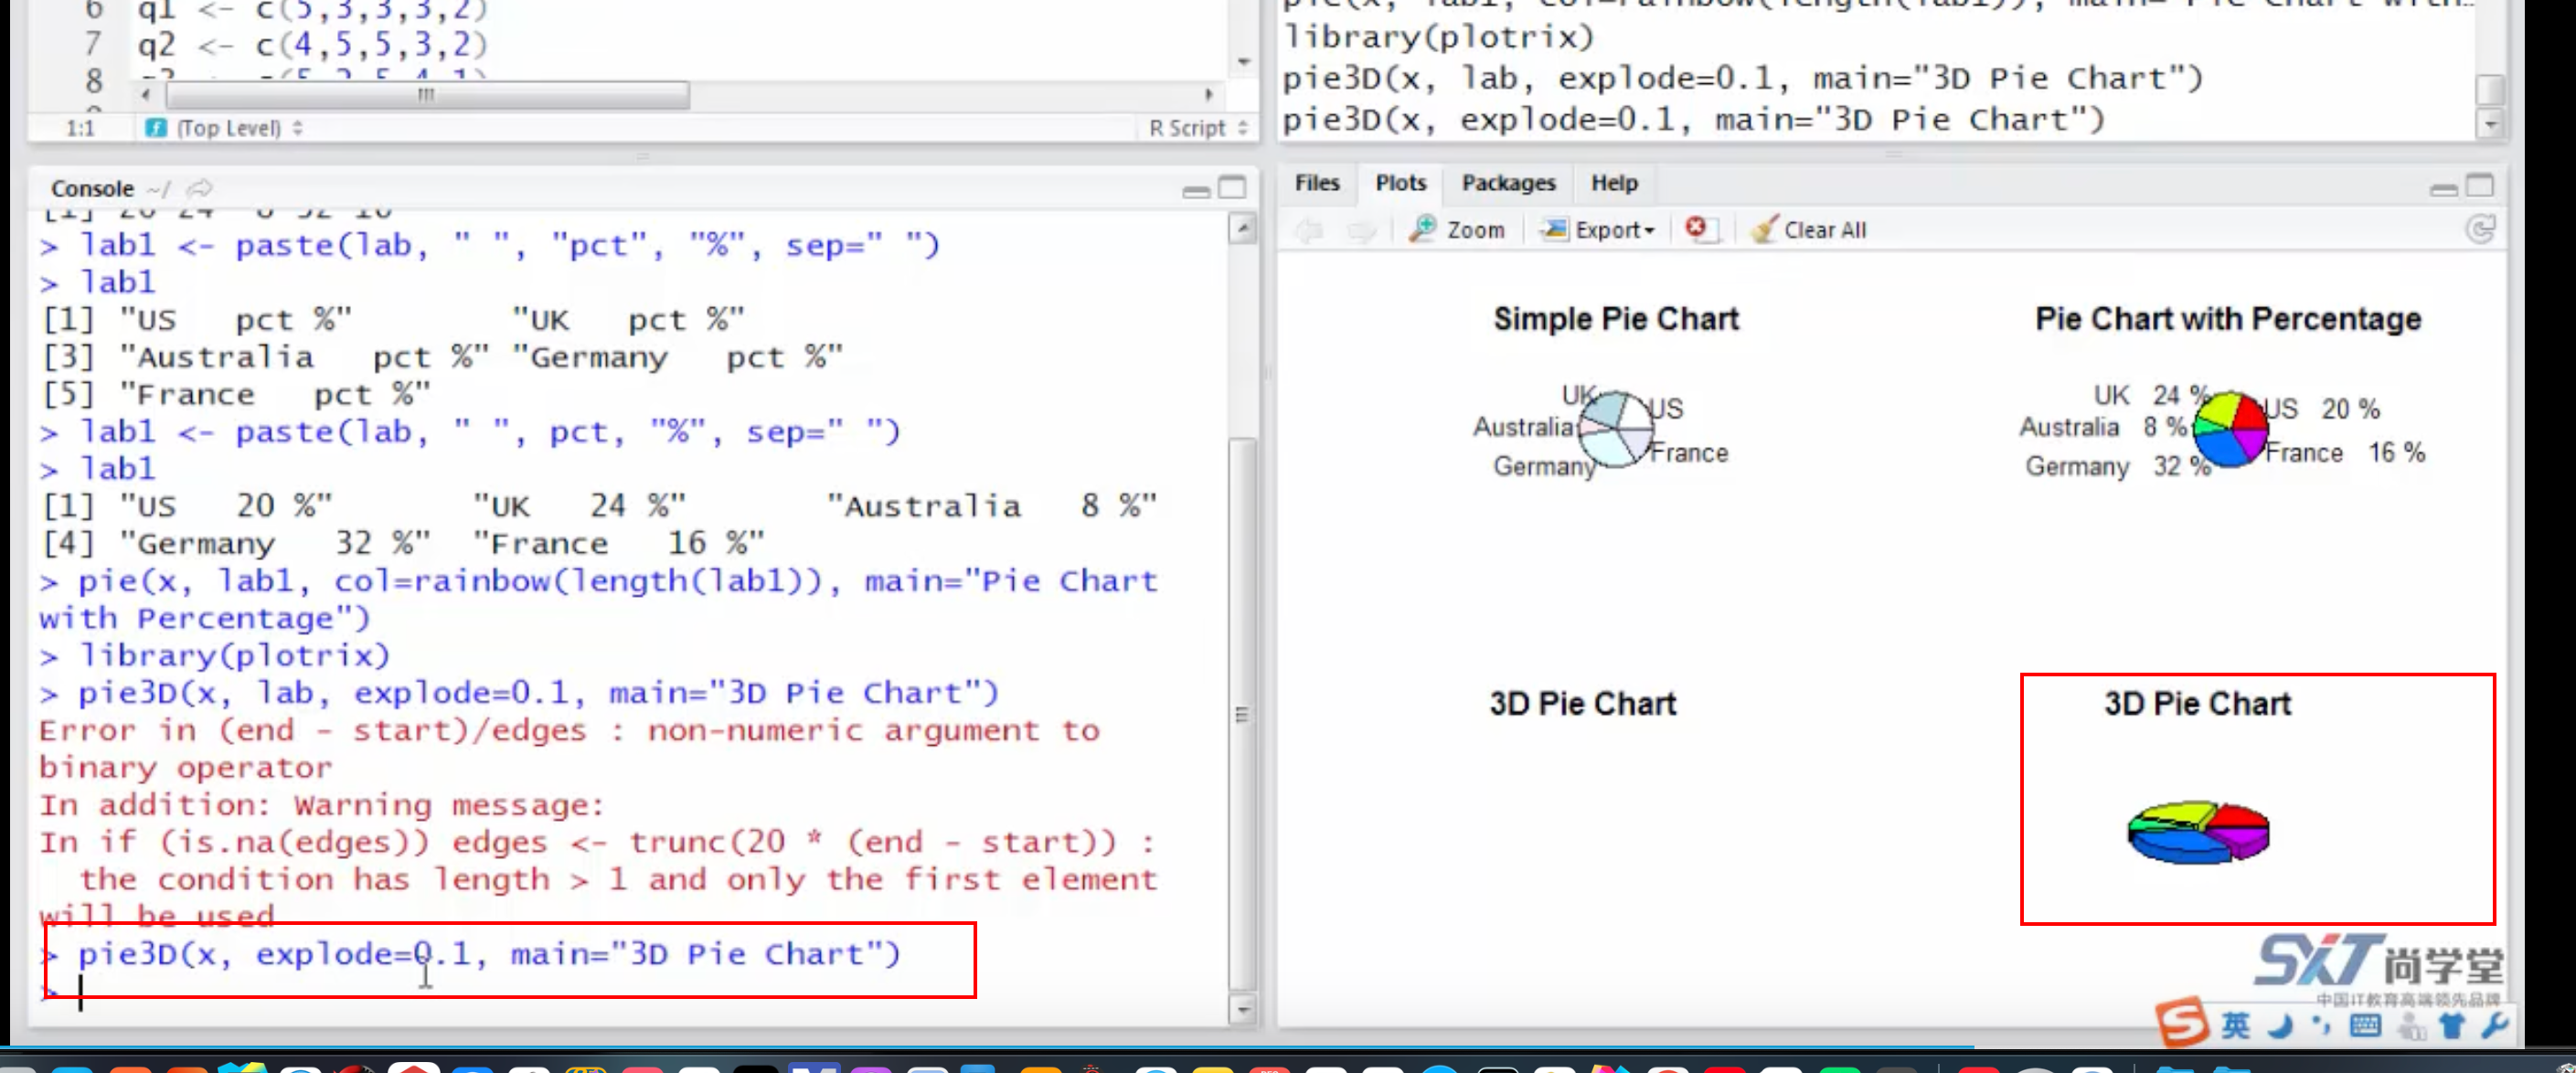 6 q1 <- c(5,3,3,3,2)
7 q2 <- c(4,5,5,3,2)
8
1:1 (Top Level) R Script
library(plotrix)
pie3D(x, lab, explode=0.1, main="3D Pie Chart")
pie3D(x, explode=0.1, main="3D Pie Chart")
Console ~/
> lab1 <- paste(lab, " ", "pct", "%", sep=" ")
> lab1
[1] "US   pct %" "UK   pct %"
[3] "Australia   pct %" "Germany   pct %"
[5] "France   pct %"
> lab1 <- paste(lab, " ", pct, "%", sep=" ")
> lab1
[1] "US   20 %" "UK   24 %" "Australia   8 %"
[4] "Germany   32 %" "France   16 %"
> pie(x, lab1, col=rainbow(length(lab1)), main="Pie Chart
with Percentage")
> library(plotrix)
> pie3D(x, lab, explode=0.1, main="3D Pie Chart")
Error in (end - start)/edges : non-numeric argument to
binary operator
In addition: Warning message:
In if (is.na(edges)) edges <- trunc(20 * (end - start)) :
the condition has length > 1 and only the first element
will be used
> pie3D(x, explode=0.1, main="3D Pie Chart")
>
Files Plots Packages Help
Zoom Export Clear All
Simple Pie Chart
UK
US
Australia
France
Germany
Pie Chart with Percentage
UK 24 %
US 20 %
Australia 8 %
France 16 %
Germany 32 %
3D Pie Chart
3D Pie Chart
SXT 尚学堂
中国IT教育高端领先品牌
S 英